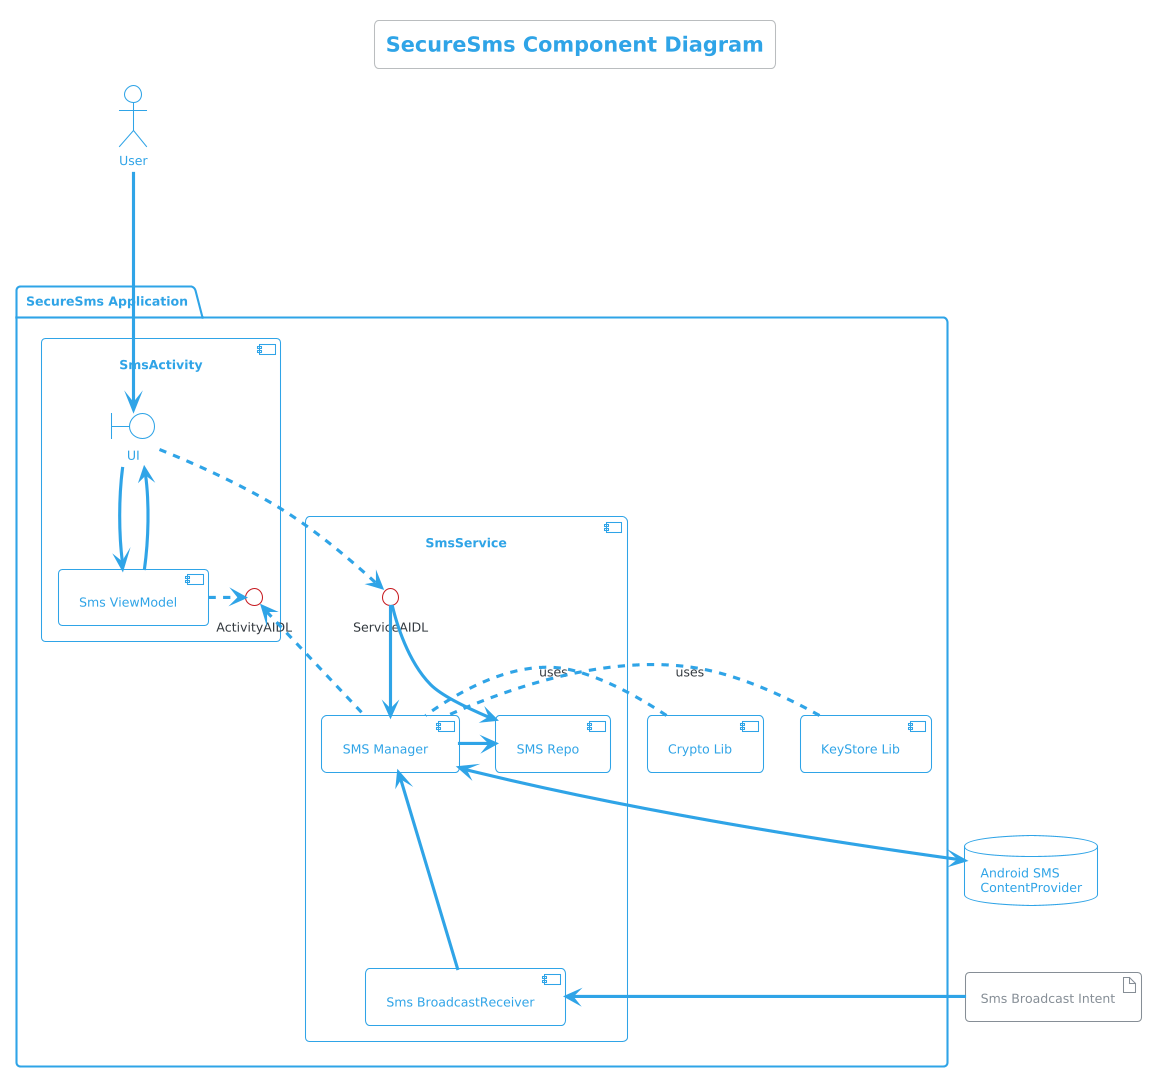 SecureSms Component Diagram
User
SecureSms Application
SmsActivity
UI
SmsService
Sms ViewModel
ActivityAIDL
ServiceAIDL
uses
uses
SMS Manager
SMS Repo
Crypto Lib
KeyStore Lib
Android SMS
ContentProvider
Sms BroadcastReceiver
Sms Broadcast Intent